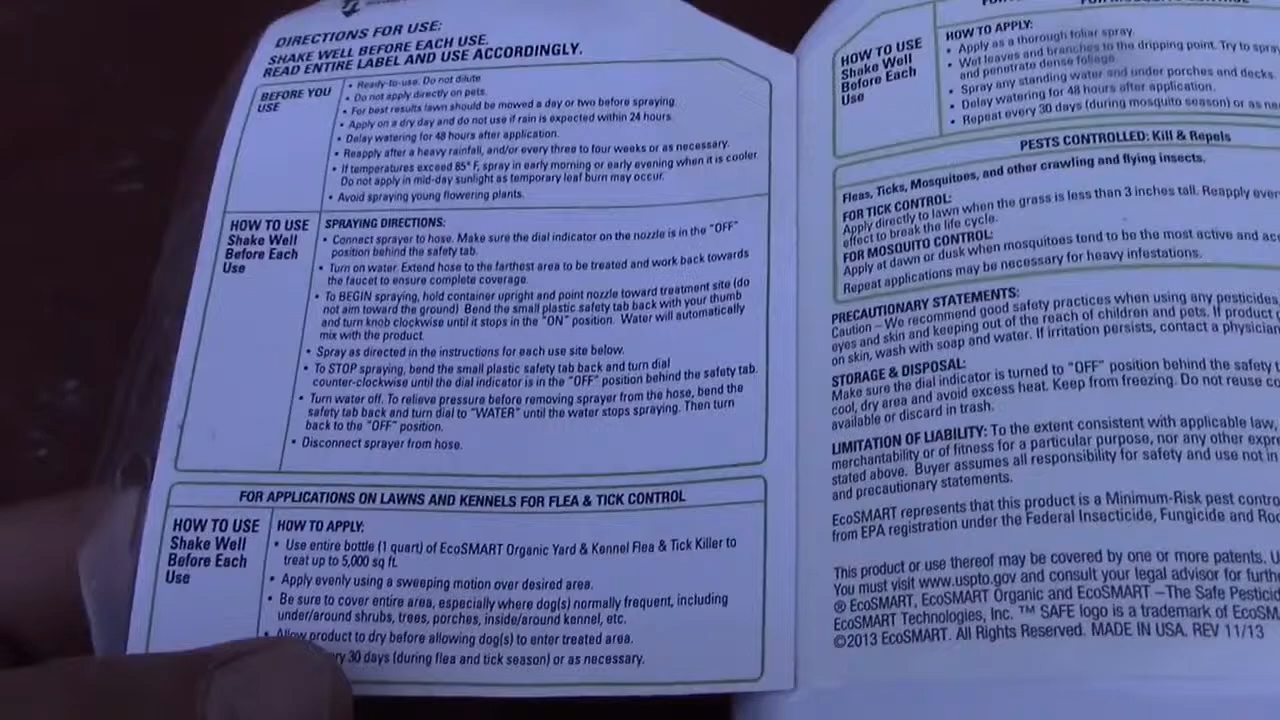 DIRECTIONS FOR USE:
SHAKE WELL BEFORE EACH USE.
READ ENTIRE LABEL AND USE ACCORDINGLY.
BEFORE YOU
USE
• Ready-to-use. Do not dilute
• Do not apply directly on pets.
• For best results lawn should be mowed a day or two before spraying.
• Apply on a dry day and do not use if rain is expected within 24 hours.
• Delay watering for 48 hours after application.
• Reapply after a heavy rainfall, and/or every three to four weeks or as necessary.
• If temperatures exceed 85° F, spray in early morning or early evening when it is cooler.
Do not apply in mid-day sunlight as temporary leaf burn may occur.
• Avoid spraying young flowering plants.
HOW TO USE
Shake Well
Before Each
Use
SPRAYING DIRECTIONS:
• Connect sprayer to hose. Make sure the dial indicator on the nozzle is in the "OFF"
position behind the safety tab.
• Turn on water. Extend hose to the farthest area to be treated and work back towards
the faucet to ensure complete coverage.
• To BEGIN spraying, hold container upright and point nozzle toward treatment site (do
not aim toward the ground) Bend the small plastic safety tab back with your thumb
and turn knob clockwise until it stops in the "ON" position. Water will automatically
mix with the product.
• Spray as directed in the instructions for each use site below.
• To STOP spraying, bend the small plastic safety tab back and turn dial
counter-clockwise until the dial indicator is in the "OFF" position behind the safety tab.
• Turn water off. To relieve pressure before removing sprayer from the hose, bend the
safety tab back and turn dial to "WATER" until the water stops spraying. Then turn
back to the "OFF" position.
• Disconnect sprayer from hose.
FOR APPLICATIONS ON LAWNS AND KENNELS FOR FLEA & TICK CONTROL
HOW TO USE
Shake Well
Before Each
Use
HOW TO APPLY:
• Use entire bottle (1 quart) of EcoSMART Organic Yard & Kennel Flea & Tick Killer to
treat up to 5,000 sq ft.
• Apply evenly using a sweeping motion over desired area.
• Be sure to cover entire area, especially where dog(s) normally frequent, including
under/around shrubs, trees, porches, inside/around kennel, etc.
• Allow product to dry before allowing dog(s) to enter treated area.
ry 30 days (during flea and tick season) or as necessary.
HOW TO USE
Shake Well
Before Each
Use
HOW TO APPLY:
• Apply as a thorough foliar spray.
• Wet leaves and branches to the dripping point. Try to spray
and penetrate dense foliage.
• Spray any standing water and under porches and decks.
• Delay watering for 48 hours after application.
• Repeat every 30 days (during mosquito season) or as ne
PESTS CONTROLLED: Kill & Repels
Fleas, Ticks, Mosquitoes, and other crawling and flying insects.
FOR TICK CONTROL:
Apply directly to lawn when the grass is less than 3 inches tall. Reapply ever
effect to break the life cycle.
FOR MOSQUITO CONTROL:
Apply at dawn or dusk when mosquitoes tend to be the most active and acc
Repeat applications may be necessary for heavy infestations.
PRECAUTIONARY STATEMENTS:
Caution – We recommend good safety practices when using any pesticides.
eyes and skin and keeping out of the reach of children and pets. If product
on skin, wash with soap and water. If irritation persists, contact a physician
STORAGE & DISPOSAL:
Make sure the dial indicator is turned to "OFF" position behind the safety t
cool, dry area and avoid excess heat. Keep from freezing. Do not reuse co
available or discard in trash.
LIMITATION OF LIABILITY: To the extent consistent with applicable law,
merchantability or of fitness for a particular purpose, nor any other expr
stated above. Buyer assumes all responsibility for safety and use not in
and precautionary statements.
EcoSMART represents that this product is a Minimum-Risk pest contro
from EPA registration under the Federal Insecticide, Fungicide and Ro
This product or use thereof may be covered by one or more patents. U
You must visit www.uspto.gov and consult your legal advisor for furthe
® EcoSMART, EcoSMART Organic and EcoSMART –The Safe Pesticid
EcoSMART Technologies, Inc. ™ SAFE logo is a trademark of EcoSM
©2013 EcoSMART. All Rights Reserved. MADE IN USA. REV 11/13